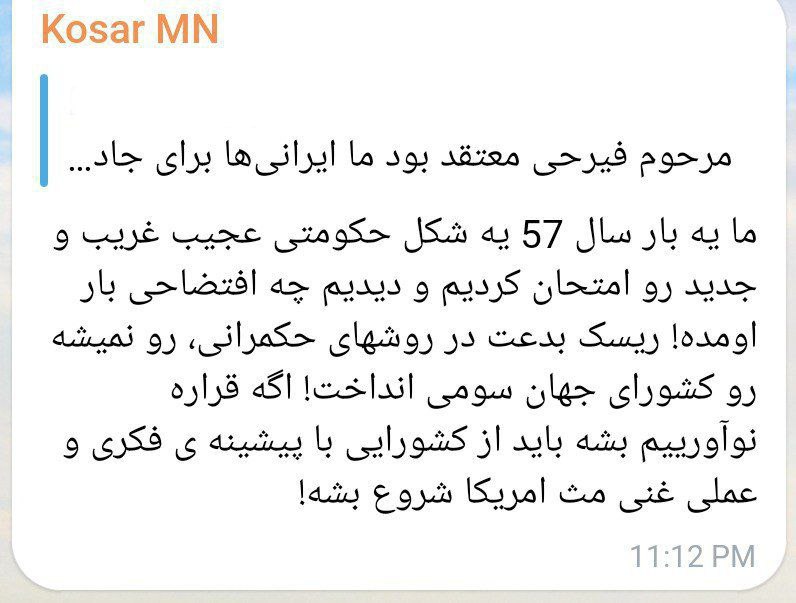 Kosar MN
مرحوم فیرحی معتقد بود ما ایرانی‌ها برای جاد...
ما یه بار سال 57 یه شکل حکومتی عجیب غریب و
جدید رو امتحان کردیم و دیدیم چه افتضاحی بار
اومده! ریسک بدعت در روشهای حکمرانی، رو نمیشه
رو کشورای جهان سومی انداخت! اگه قراره
نوآورییم بشه باید از کشورایی با پیشینه ی فکری و
عملی غنی مث امریکا شروع بشه!
11:12 PM